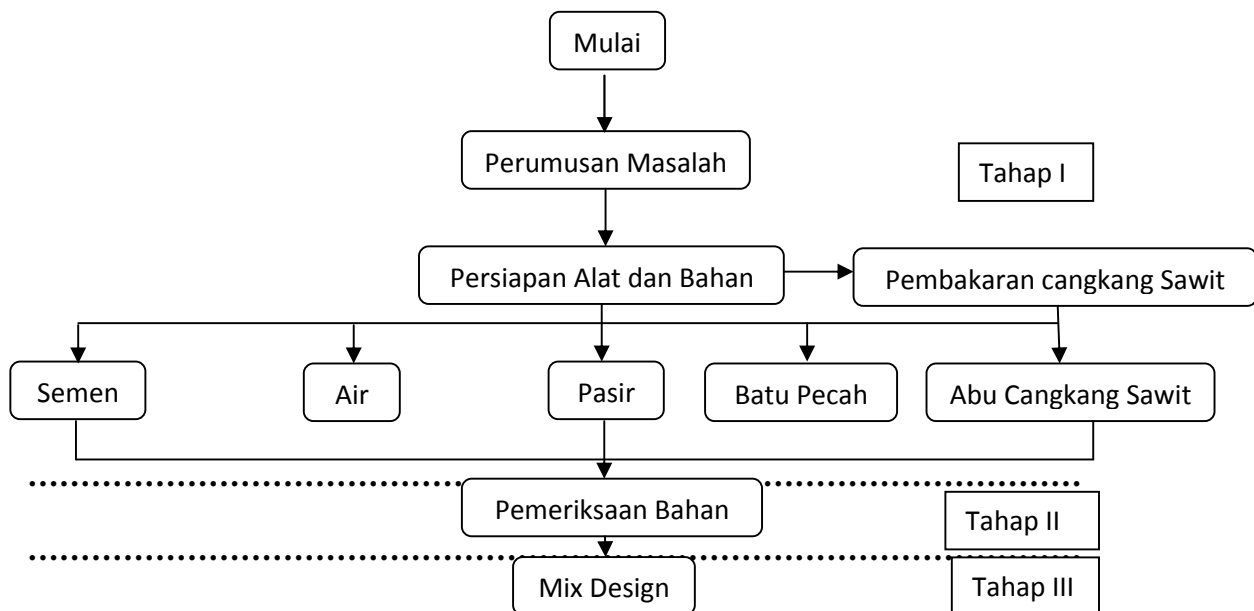 Mulai
Perumusan Masalah
Tahap I
Persiapan Alat dan Bahan
Pembakaran cangkang Sawit
Semen
Air
Pasir
Batu Pecah
Abu Cangkang Sawit
Pemeriksaan Bahan
Tahap II
Mix Design
Tahap III